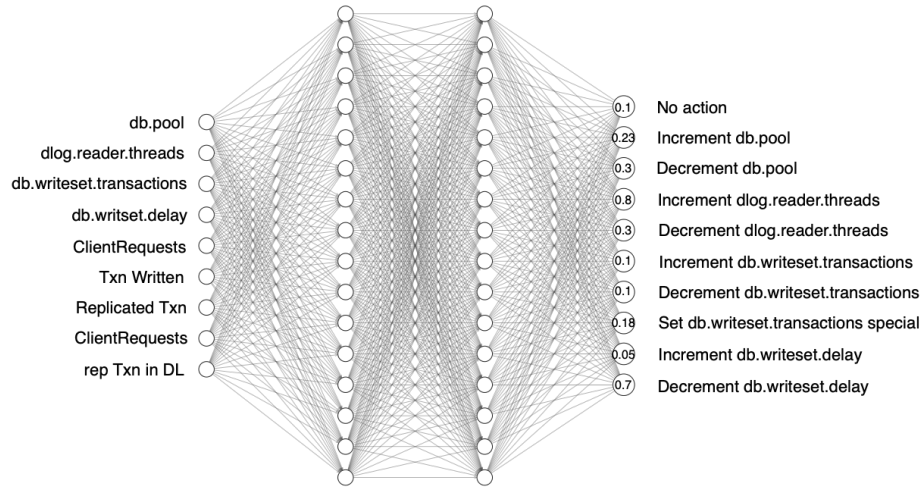 db.pool
dlog.reader.threads
db.writeset.transactions
db.writset.delay
ClientRequests
Txn Written
Replicated Txn
ClientRequests
rep Txn in DL
0.1 No action
0.23 Increment db.pool
0.3 Decrement db.pool
0.8 Increment dlog.reader.threads
0.3 Decrement dlog.reader.threads
0.1 Increment db.writeset.transactions
0.1 Decrement db.writeset.transactions
0.18 Set db.writeset.transactions special
0.05 Increment db.writeset.delay
0.7 Decrement db.writeset.delay